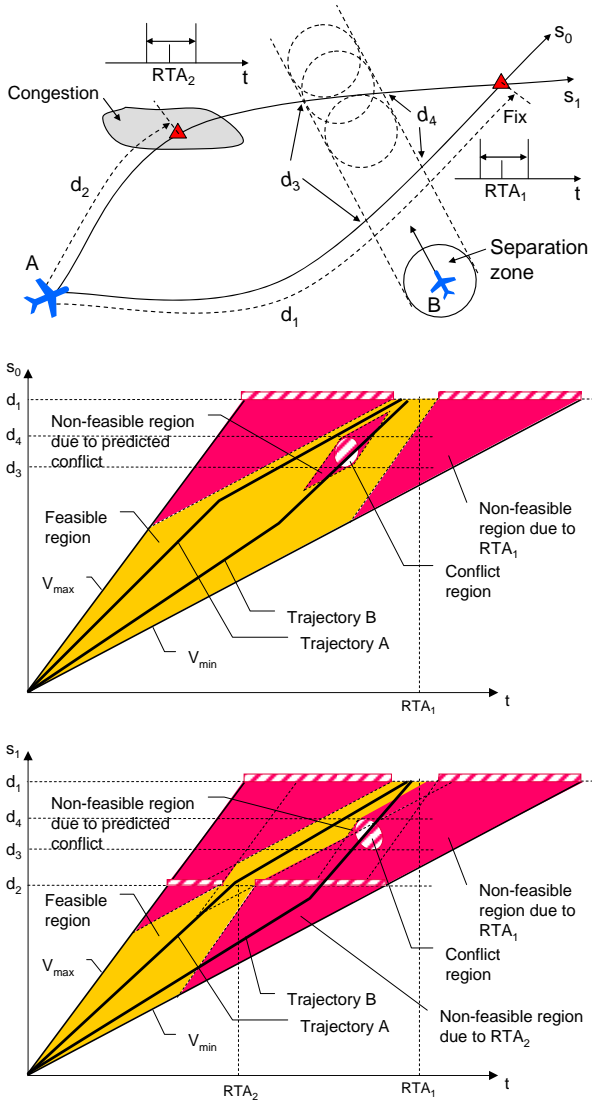 RTA2
t
Congestion
s0
s1
d4
Fix
d3
d2
RTA1
t
A
Separation
zone
B
d1
s0
d1
Non-feasible region
due to predicted
conflict
d4
d3
Feasible
region
Non-feasible
region due to
RTA1
Conflict
region
Vmax
Trajectory B
Trajectory A
Vmin
RTA1
t
s1
d1
Non-feasible region
due to predicted
conflict
d4
d3
d2
Feasible
region
Non-feasible
region due to
RTA1
Conflict
region
Vmax
Trajectory B
Trajectory A
Non-feasible region
due to RTA2
Vmin
RTA2
RTA1
t